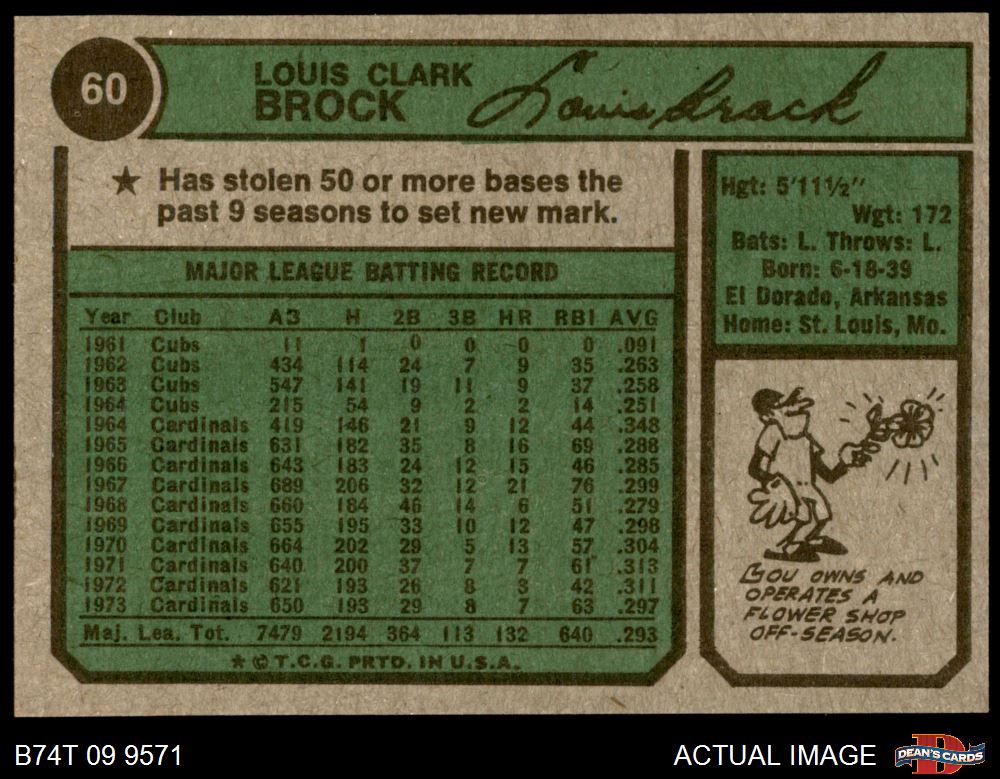 60
LOUIS CLARK
BROCK
Louis Brock
★ Has stolen 50 or more bases the
past 9 seasons to set new mark.
MAJOR LEAGUE BATTING RECORD
Year Club AB H 2B 3B HR RBI AVG
1961 Cubs 11 1 0 0 0 0 .091
1962 Cubs 434 114 24 7 9 35 .263
1963 Cubs 547 141 19 11 9 37 .258
1964 Cubs 215 54 9 2 2 14 .251
1964 Cardinals 419 146 21 9 12 44 .348
1965 Cardinals 631 182 35 8 16 69 .288
1966 Cardinals 643 183 24 12 15 46 .285
1967 Cardinals 689 206 32 12 21 76 .299
1968 Cardinals 660 184 46 14 6 51 .279
1969 Cardinals 655 195 33 10 12 47 .298
1970 Cardinals 664 202 29 5 13 57 .304
1971 Cardinals 640 200 37 7 7 61 .313
1972 Cardinals 621 193 26 8 3 42 .311
1973 Cardinals 650 193 29 8 7 63 .297
Maj. Lea. Tot. 7479 2194 364 113 132 640 .293
★ © T.C.G. PRTD. IN U.S.A.
Hgt: 5'11½"
Wgt: 172
Bats: L. Throws: L.
Born: 6-18-39
El Dorado, Arkansas
Home: St. Louis, Mo.
LOU OWNS AND
OPERATES A
FLOWER SHOP
OFF-SEASON.
B74T 09 9571
ACTUAL IMAGE
DEAN'S CARDS